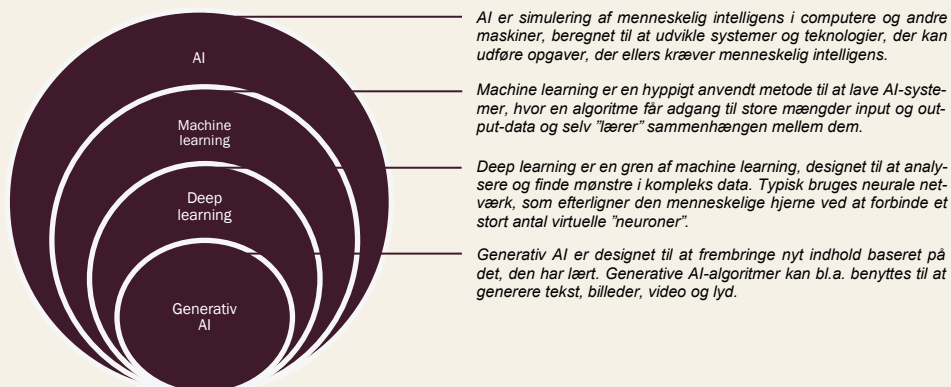 AI
Machine
learning
Deep
learning
Generativ
AI
AI er simulering af menneskelig intelligens i computere og andre
maskiner, beregnet til at udvikle systemer og teknologier, der kan
udføre opgaver, der ellers kræver menneskelig intelligens.
Machine learning er en hyppigt anvendt metode til at lave AI-syste-
mer, hvor en algoritme får adgang til store mængder input og out-
put-data og selv ”lærer” sammenhængen mellem dem.
Deep learning er en gren af machine learning, designet til at analy-
sere og finde mønstre i kompleks data. Typisk bruges neurale net-
værk, som efterligner den menneskelige hjerne ved at forbinde et
stort antal virtuelle ”neuroner”.
Generativ AI er designet til at frembringe nyt indhold baseret på
det, den har lært. Generative AI-algoritmer kan bl.a. benyttes til at
generere tekst, billeder, video og lyd.